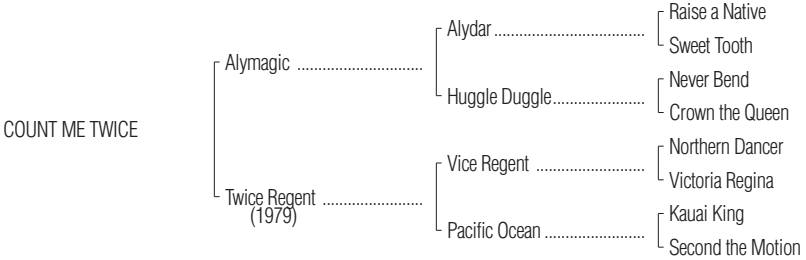 Raise a Native
Alydar
Sweet Tooth
Alymagic
Never Bend
Huggle Duggle
Crown the Queen
COUNT ME TWICE
Northern Dancer
Vice Regent
Victoria Regina
Twice Regent
(1979)
Kauai King
Pacific Ocean
Second the Motion